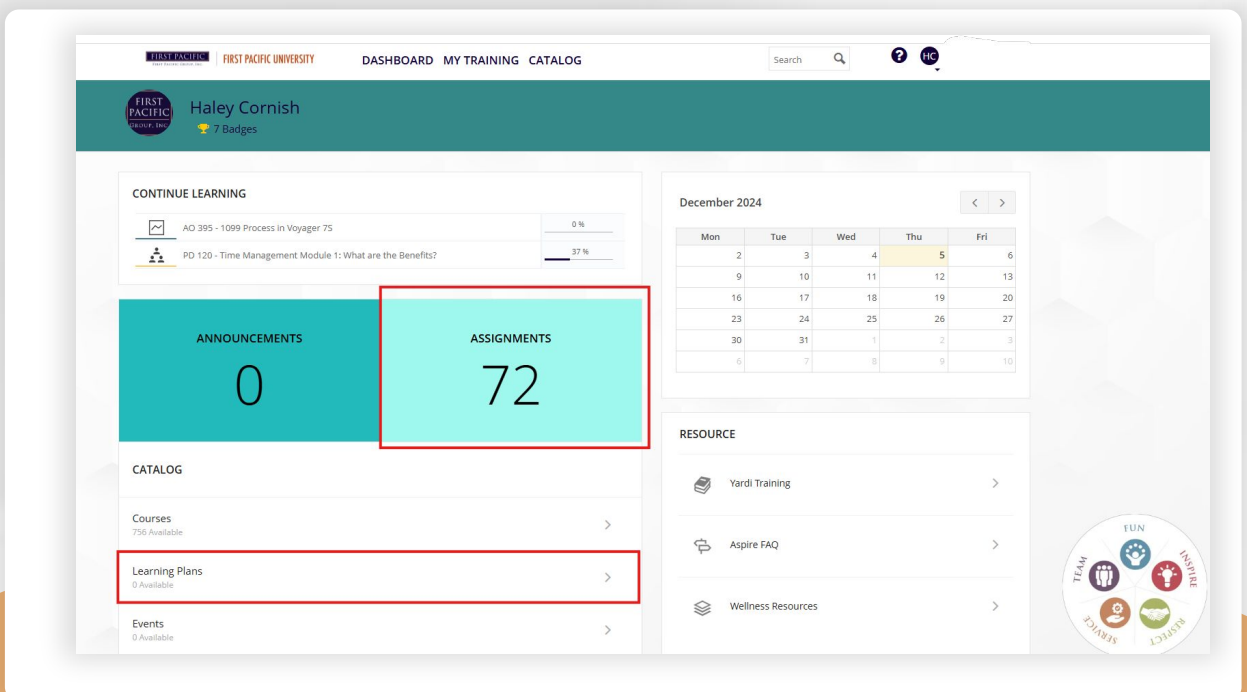 FIRST PACIFIC
FIRST PACIFIC UNIVERSITY
DASHBOARD MY TRAINING CATALOG
Search
?
HC
FIRST
PACIFIC
GROUP, INC
Haley Cornish
7 Badges
CONTINUE LEARNING
AO 395 - 1099 Process in Voyager 7S
0 %
PD 120 - Time Management Module 1: What are the Benefits?
37 %
ANNOUNCEMENTS
0
ASSIGNMENTS
72
CATALOG
Courses
756 Available
Learning Plans
0 Available
Events
0 Available
December 2024
< >
Mon Tue Wed Thu Fri
2 3 4 5 6
9 10 11 12 13
16 17 18 19 20
23 24 25 26 27
30 31 1 2 3
6 7 8 9 10
RESOURCE
Yardi Training
Aspire FAQ
Wellness Resources
FUN
INSPIRE
RESPECT
SERVICE
TEAM